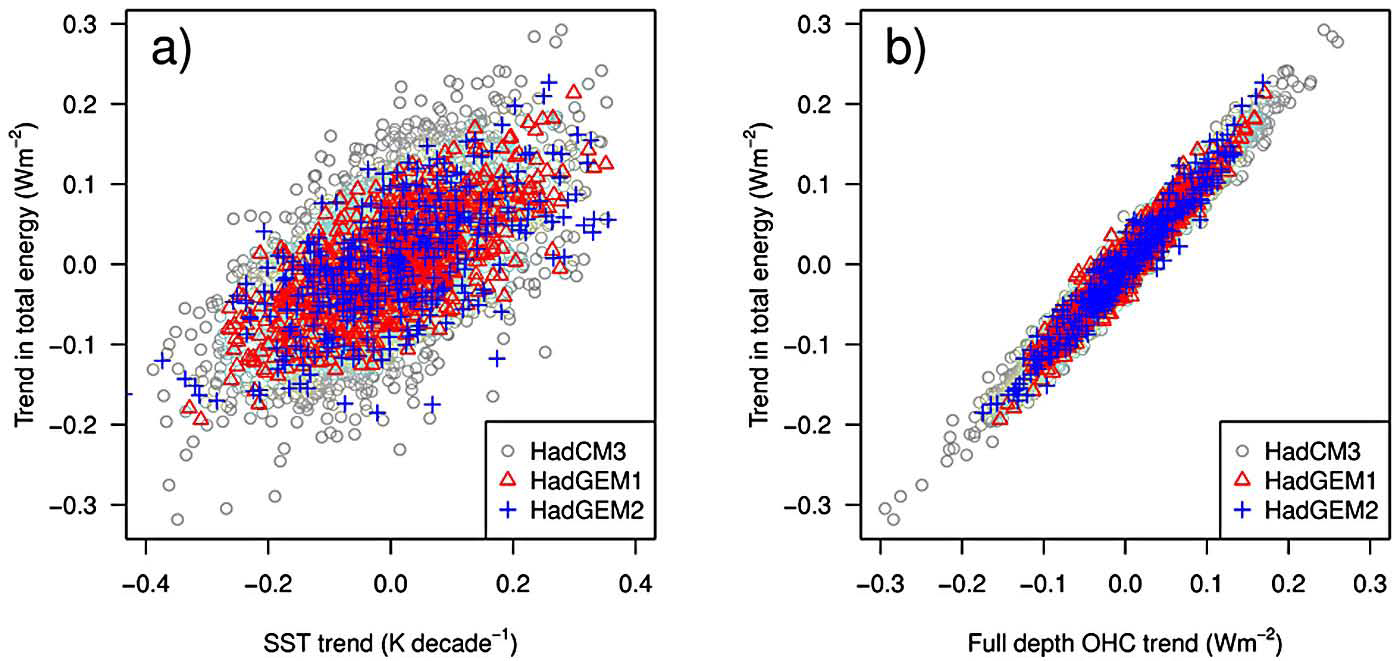 a)
Trend in total energy (Wm⁻²)
0.3
0.2
0.1
0.0
−0.1
−0.2
−0.3
HadCM3
HadGEM1
HadGEM2
−0.4 −0.2 0.0 0.2 0.4
SST trend (K decade⁻¹)
b)
Trend in total energy (Wm⁻²)
0.3
0.2
0.1
0.0
−0.1
−0.2
−0.3
HadCM3
HadGEM1
HadGEM2
−0.3 −0.2 −0.1 0.0 0.1 0.2 0.3
Full depth OHC trend (Wm⁻²)